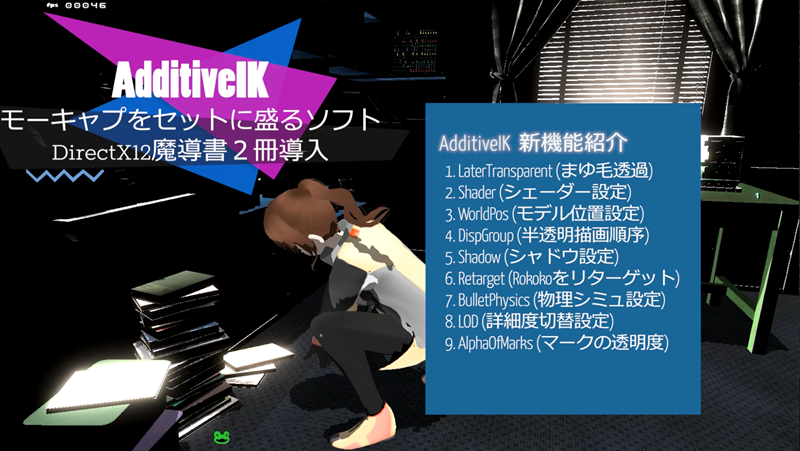 fps 00046
AdditiveIK
モーキャプをセットに盛るソフト
DirectX12魔導書２冊導入
AdditiveIK 新機能紹介
1. LaterTransparent (まゆ毛透過)
2. Shader (シェーダー設定)
3. WorldPos (モデル位置設定)
4. DispGroup (半透明描画順序)
5. Shadow (シャドウ設定)
6. Retarget (Rokokoをリターゲット)
7. BulletPhysics (物理シミュ設定)
8. LOD (詳細度切替設定)
9. AlphaOfMarks (マークの透明度)